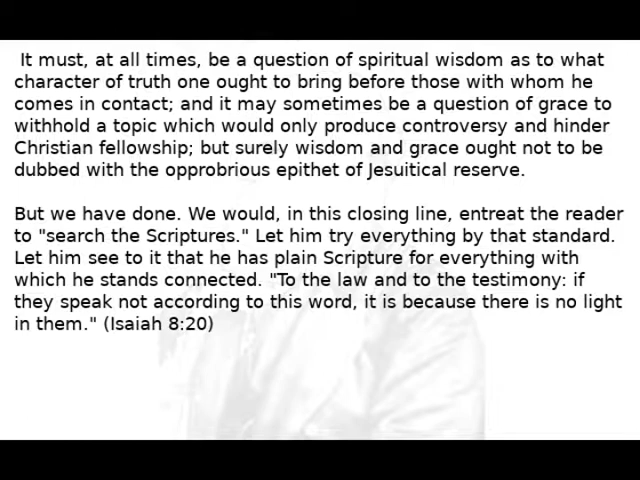 It must, at all times, be a question of spiritual wisdom as to what
character of truth one ought to bring before those with whom he
comes in contact; and it may sometimes be a question of grace to
withhold a topic which would only produce controversy and hinder
Christian fellowship; but surely wisdom and grace ought not to be
dubbed with the opprobrious epithet of Jesuitical reserve.
But we have done. We would, in this closing line, entreat the reader
to "search the Scriptures." Let him try everything by that standard.
Let him see to it that he has plain Scripture for everything with
which he stands connected. "To the law and to the testimony: if
they speak not according to this word, it is because there is no light
in them." (Isaiah 8:20)